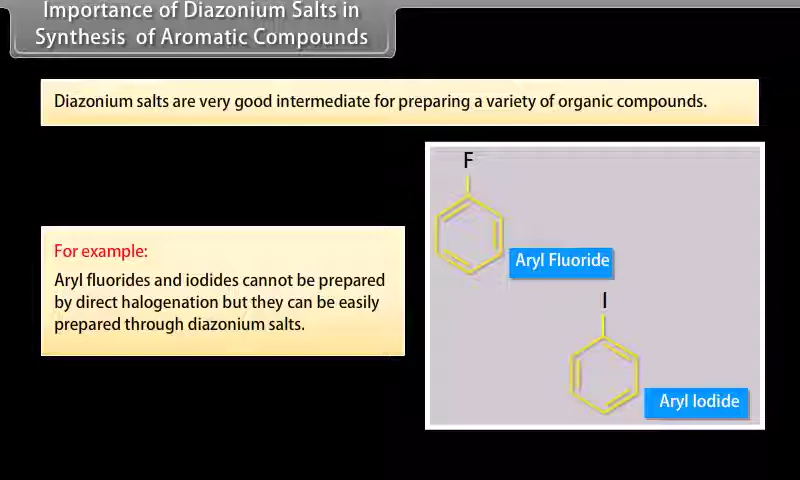 Importance of Diazonium Salts in
Synthesis of Aromatic Compounds
Diazonium salts are very good intermediate for preparing a variety of organic compounds.
F
For example:
Aryl fluorides and iodides cannot be prepared
by direct halogenation but they can be easily
prepared through diazonium salts.
Aryl Fluoride
I
Aryl Iodide